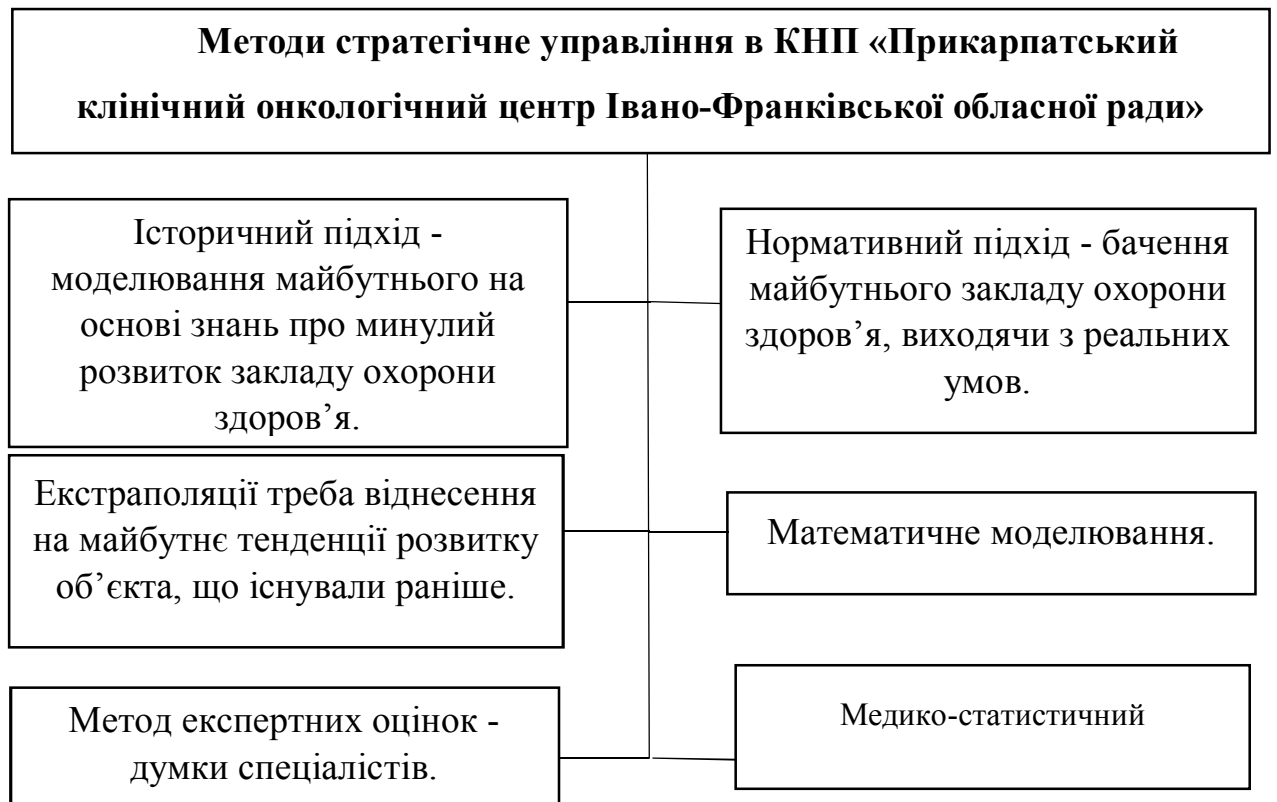 Методи стратегічне управління в КНП «Прикарпатський
клінічний онкологічний центр Івано-Франківської обласної ради»
Історичний підхід -
моделювання майбутнього на
основі знань про минулий
розвиток закладу охорони
здоров’я.
Нормативний підхід - бачення
майбутнього закладу охорони
здоров’я, виходячи з реальних
умов.
Екстраполяції треба віднесення
на майбутнє тенденції розвитку
об’єкта, що існували раніше.
Математичне моделювання.
Метод експертних оцінок -
думки спеціалістів.
Медико-статистичний